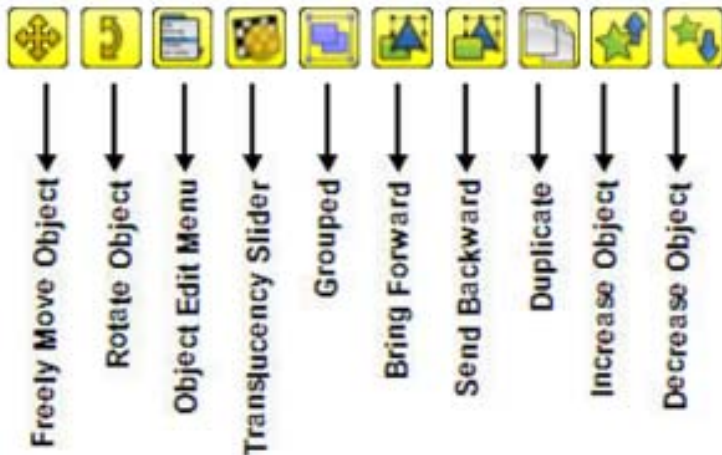 Freely Move Object
Rotate Object
Object Edit Menu
Translucency Slider
Grouped
Bring Forward
Send Backward
Duplicate
Increase Object
Decrease Object